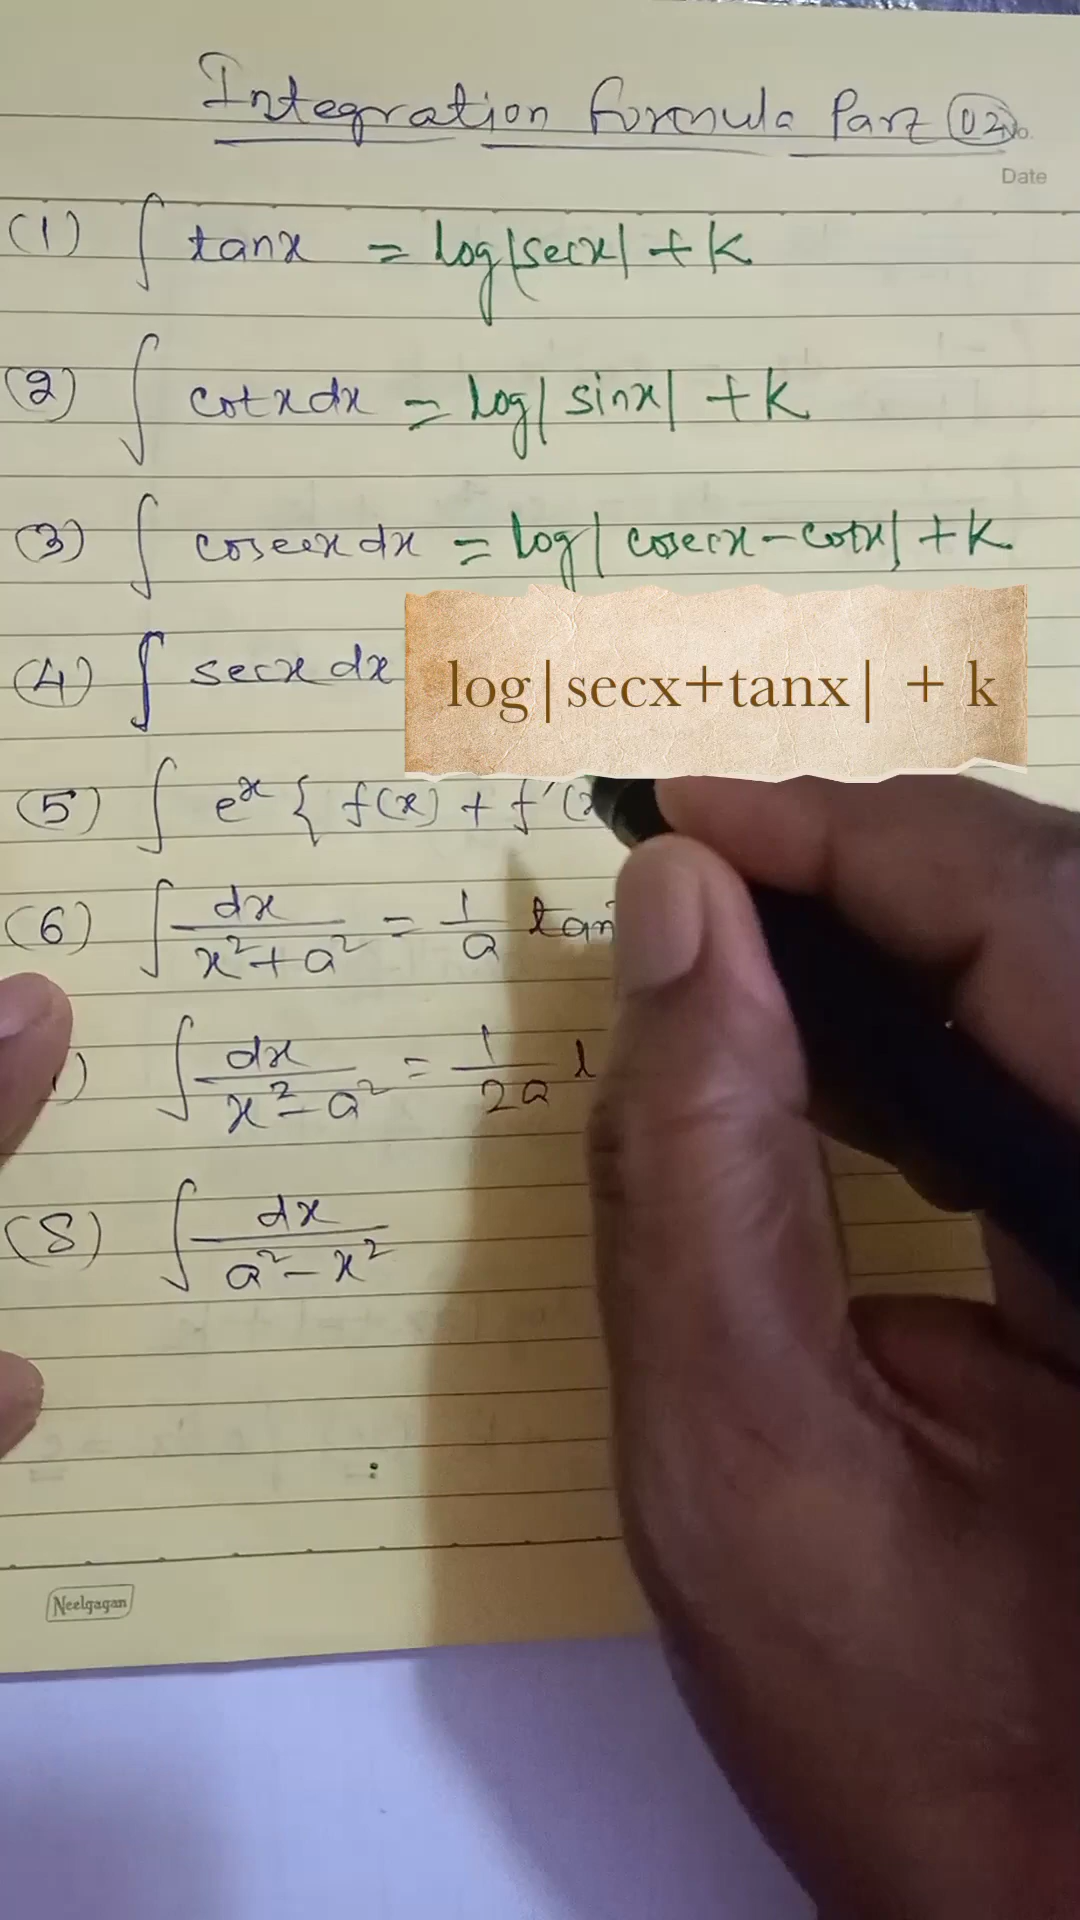 Integration Formula Part 02
No.
Date
(1) ∫ tanx = log|secx| + k
(2) ∫ cotx dx = log|sinx| + k
(3) ∫ cosecx dx = log|cosecx - cotx| + k
(4) ∫ secx dx log|secx+tanx| + k
(5) ∫ eˣ { f(x) + f'(x
(6) ∫ dx/(x²+a²) = 1/a tan
) ∫ dx/(x²-a²) = 1/2a l
(8) ∫ dx/(a²-x²)
Neelgagan